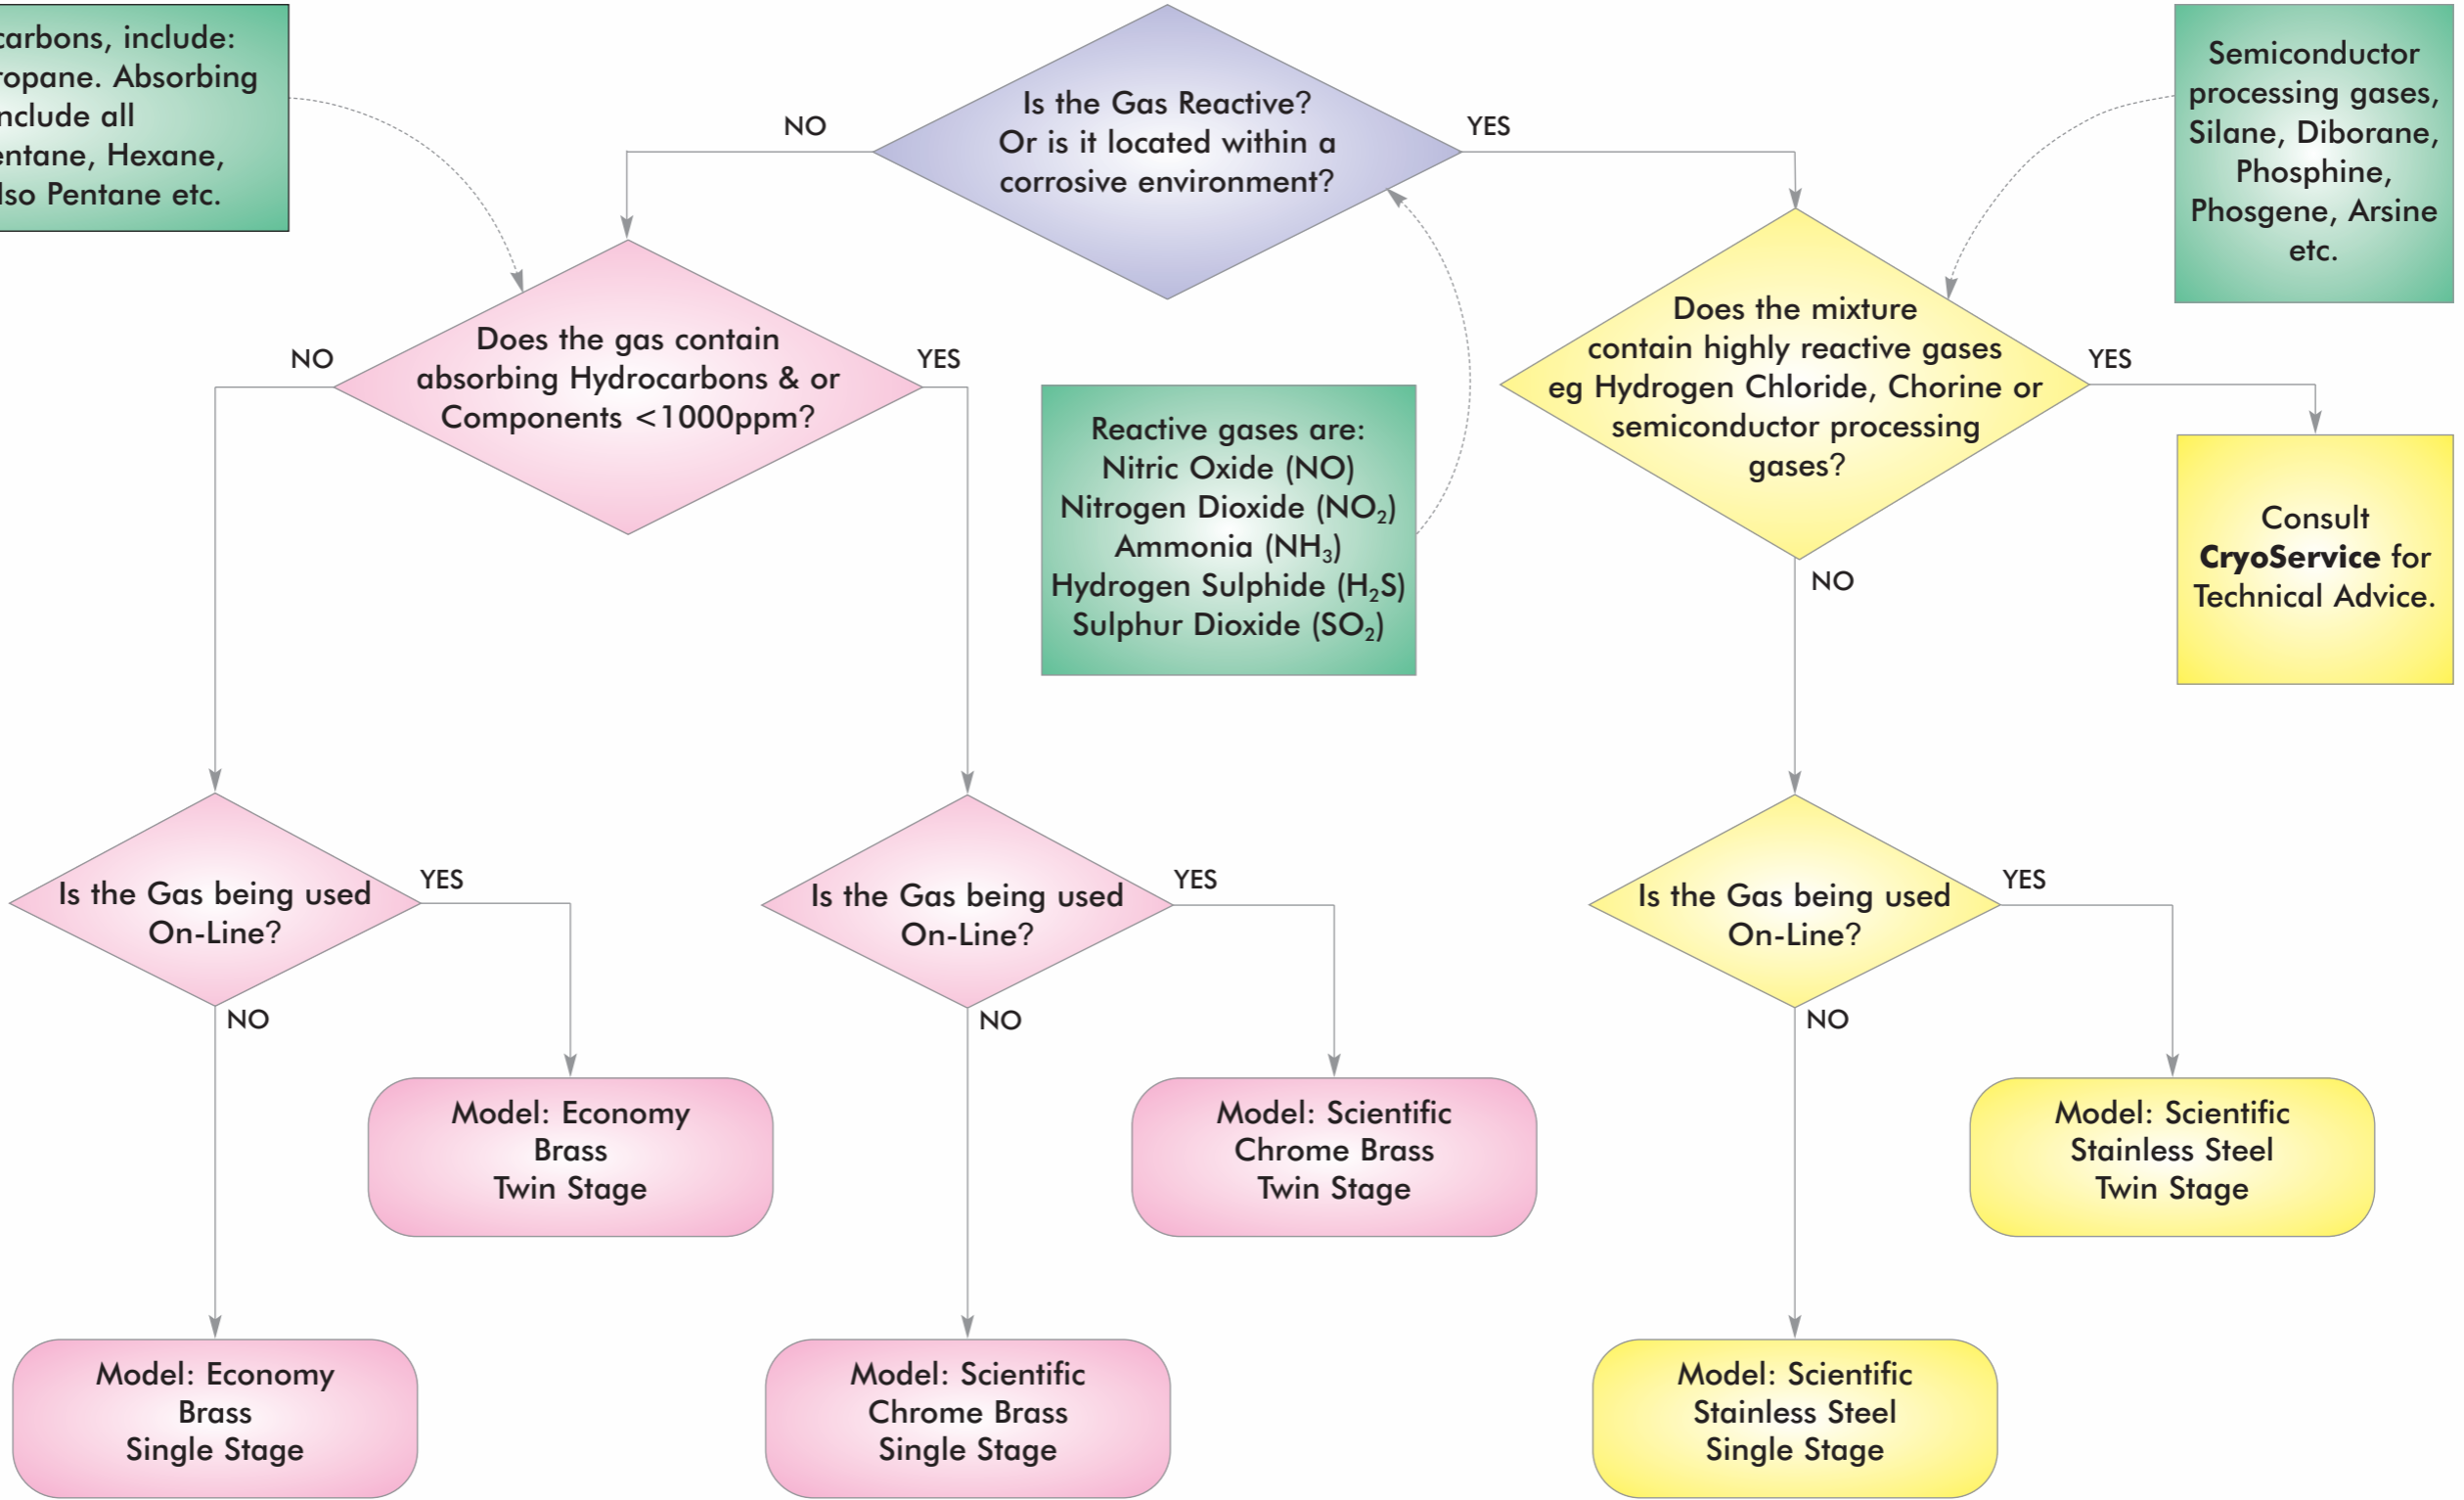 carbons, include:
ropane. Absorbing
nclude all
entane, Hexane,
lso Pentane etc.
Is the Gas Reactive?
Or is it located within a
corrosive environment?
NO
YES
Semiconductor
processing gases,
Silane, Diborane,
Phosphine,
Phosgene, Arsine
etc.
Does the gas contain
absorbing Hydrocarbons & or
Components <1000ppm?
NO
YES
Reactive gases are:
Nitric Oxide (NO)
Nitrogen Dioxide (NO₂)
Ammonia (NH₃)
Hydrogen Sulphide (H₂S)
Sulphur Dioxide (SO₂)
Does the mixture
contain highly reactive gases
eg Hydrogen Chloride, Chorine or
semiconductor processing
gases?
YES
NO
Consult
CryoService for
Technical Advice.
Is the Gas being used
On-Line?
YES
NO
Is the Gas being used
On-Line?
YES
NO
Is the Gas being used
On-Line?
YES
NO
Model: Economy
Brass
Twin Stage
Model: Scientific
Chrome Brass
Twin Stage
Model: Scientific
Stainless Steel
Twin Stage
Model: Economy
Brass
Single Stage
Model: Scientific
Chrome Brass
Single Stage
Model: Scientific
Stainless Steel
Single Stage